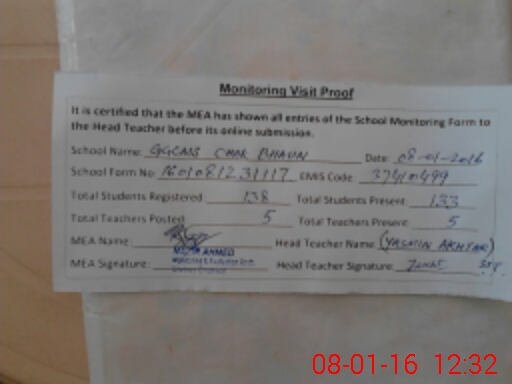 Monitoring Visit Proof
It is certified that the MEA has shown all entries of the School Monitoring Form to
the Head Teacher before its online submission.
School Name: CHAK BHAUN Date: 08-01-2016
School Form No: 16010812 31117 EMIS Code: 37410499
Total Students Registered: 138 Total Students Present: 133
Total Teachers Posted: 5 Total Teachers Present: 5
MEA Name: Head Teacher Name: (YASMIN AKHTAR)
AHMED
MEA Signature: Head Teacher Signature:
08-01-16 12:32